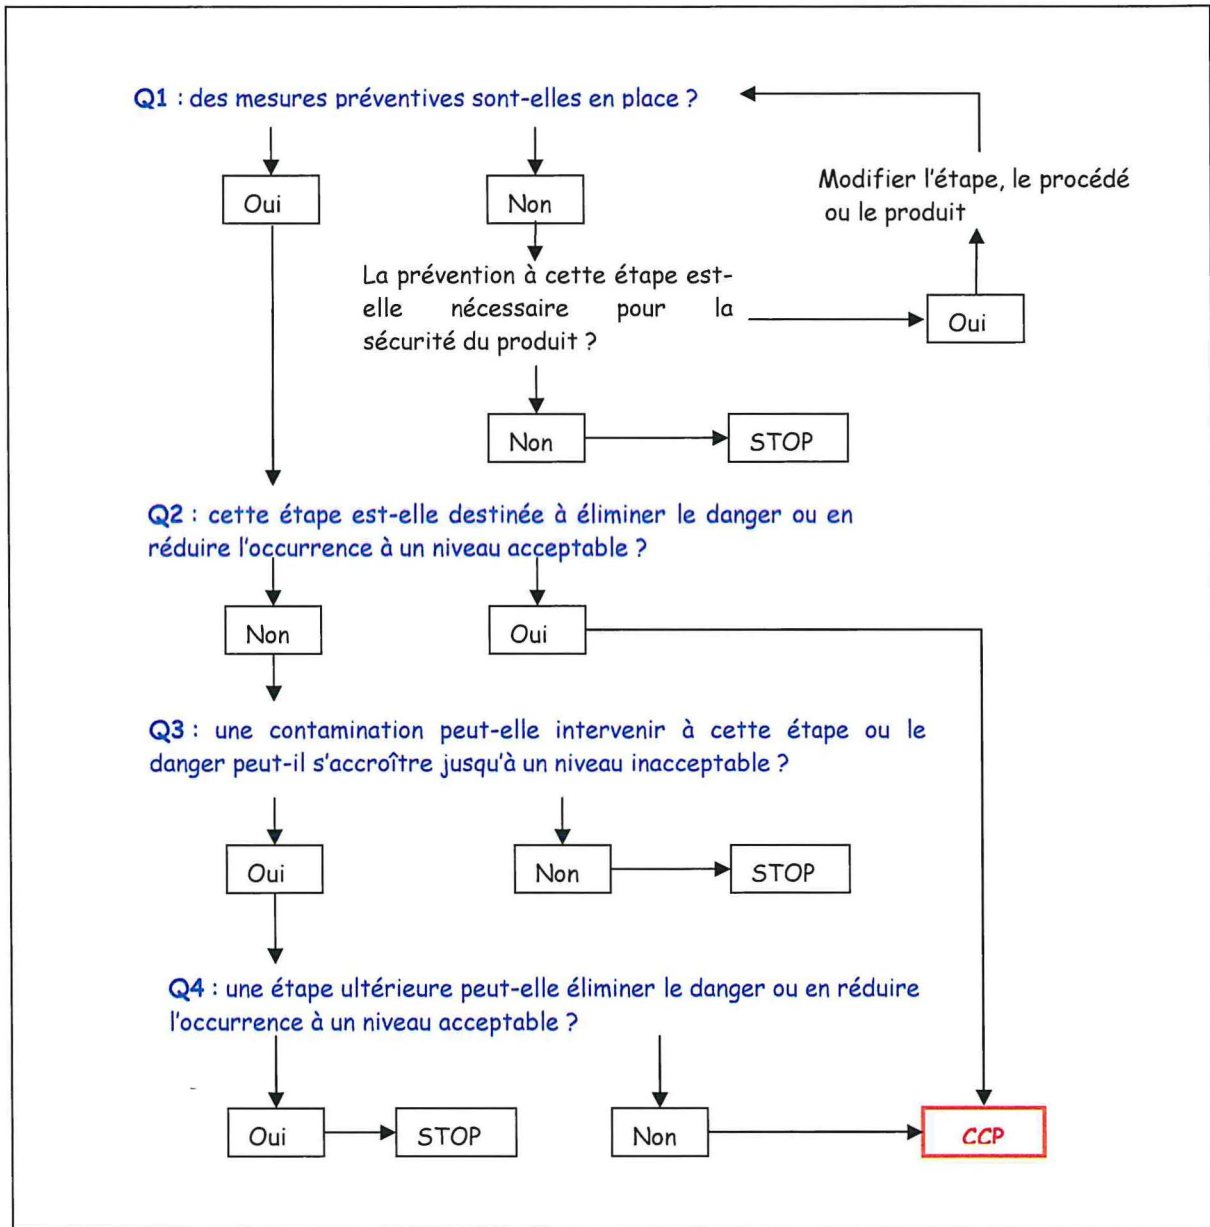 Q1 : des mesures préventives sont-elles en place ?
Oui
Non
Modifier l'étape, le procédé
ou le produit
La prévention à cette étape est-
elle nécessaire pour la
sécurité du produit ?
Oui
Non
STOP
Q2 : cette étape est-elle destinée à éliminer le danger ou en
réduire l'occurrence à un niveau acceptable ?
Non
Oui
Q3 : une contamination peut-elle intervenir à cette étape ou le
danger peut-il s'accroître jusqu'à un niveau inacceptable ?
Oui
Non
STOP
Q4 : une étape ultérieure peut-elle éliminer le danger ou en réduire
l'occurrence à un niveau acceptable ?
Oui
STOP
Non
CCP